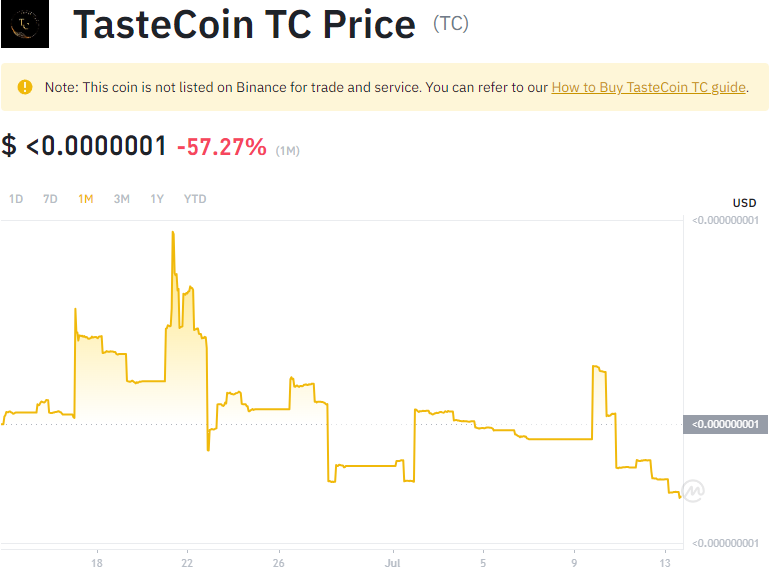 TC
TasteCoin TC Price (TC)
Note: This coin is not listed on Binance for trade and service. You can refer to our How to Buy TasteCoin TC guide.
$ <0.0000001 -57.27% (1M)
1D 7D 1M 3M 1Y YTD
USD
<0.000000001
<0.000000001
<0.000000001
18 22 26 Jul 5 9 13